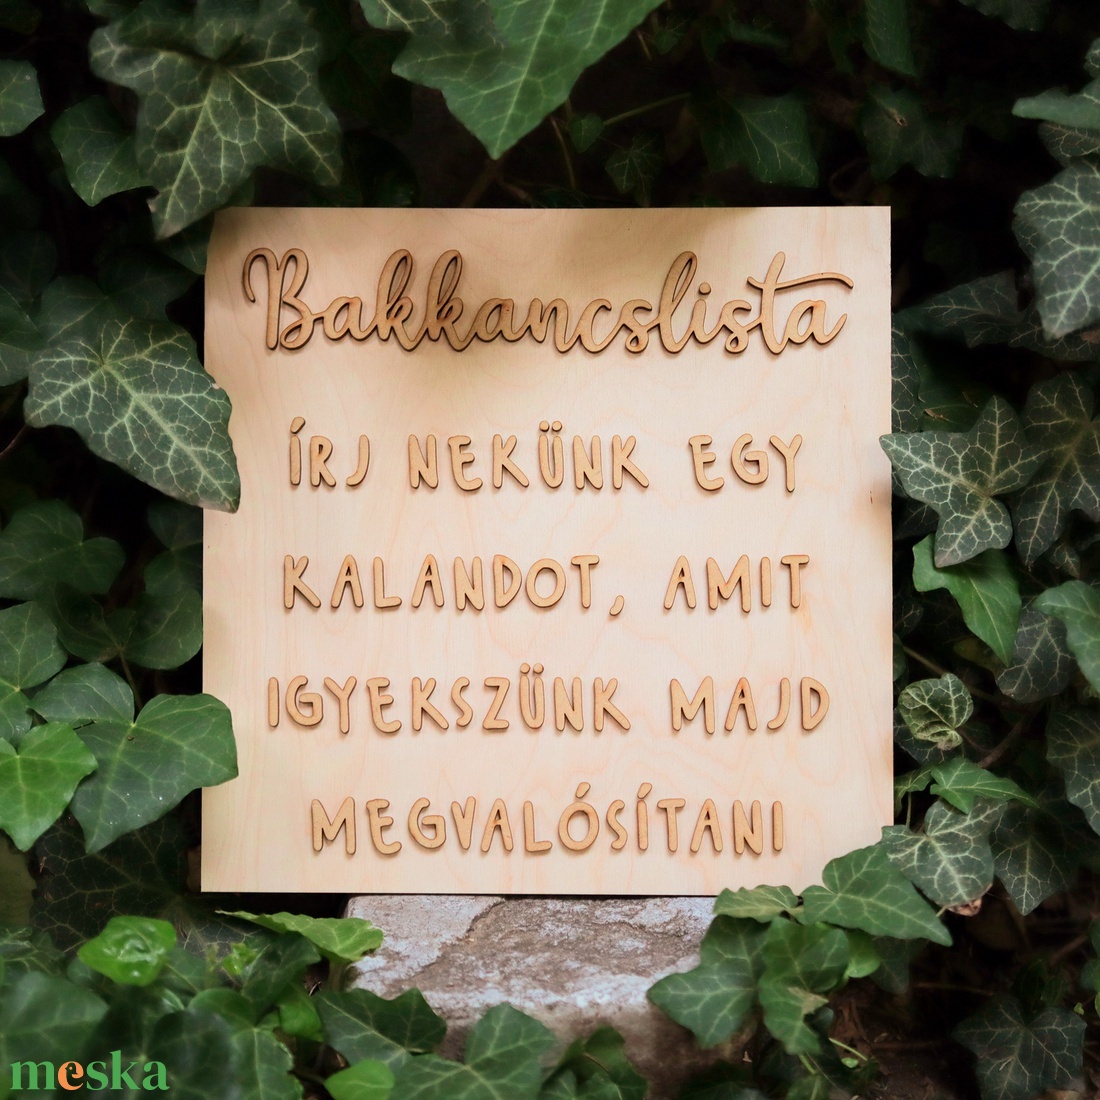 Bakkancslista
ÍRJ NEKÜNK EGY
KALANDOT, AMIT
IGYEKSZÜNK MAJD
MEGVALÓSÍTANI
meska